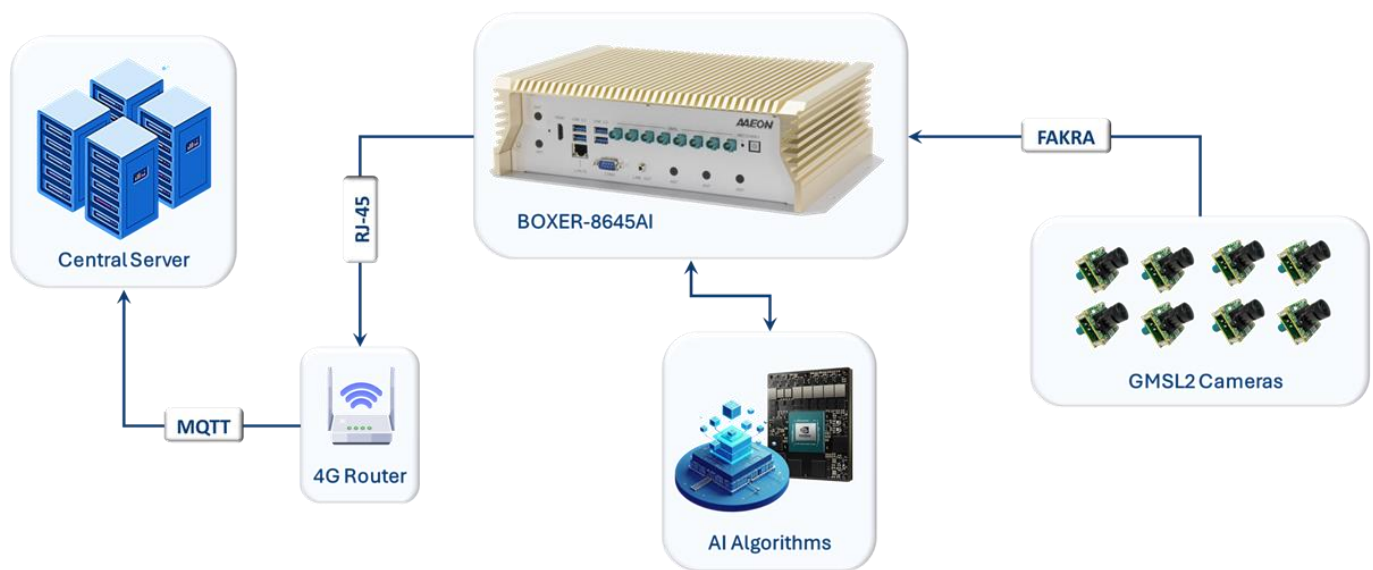 AAEON
BOXER-8645AI
FAKRA
RJ-45
Central Server
GMSL2 Cameras
MQTT
4G Router
AI Algorithms